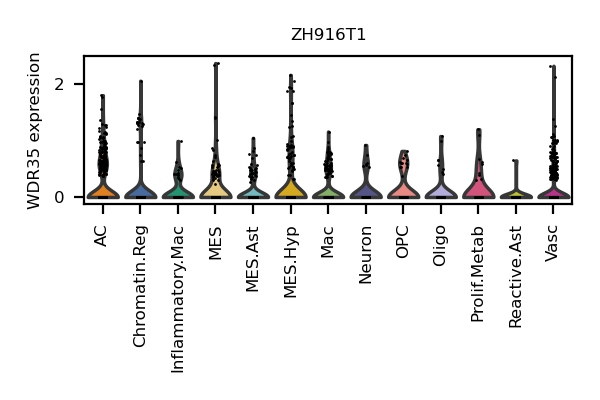 ZH916T1
WDR35 expression
2
0
AC
Chromatin.Reg
Inflammatory.Mac
MES
MES.Ast
MES.Hyp
Mac
Neuron
OPC
Oligo
Prolif.Metab
Reactive.Ast
Vasc